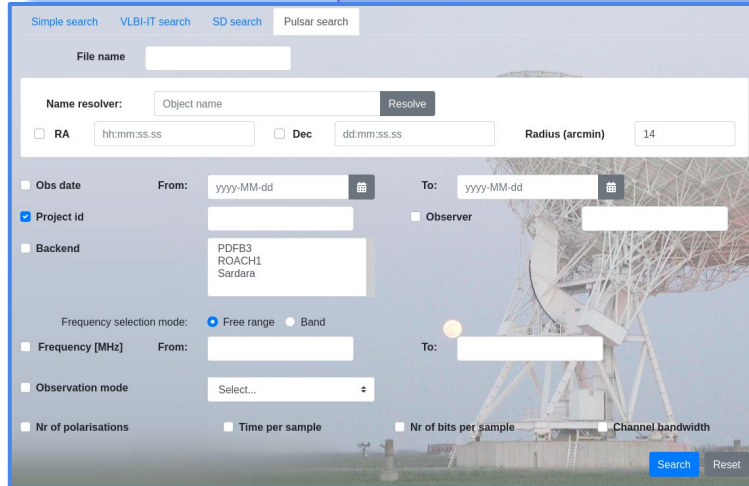 Simple search VLBI-IT search SD search Pulsar search
File name
Name resolver: Object name Resolve
RA hh:mm:ss.ss Dec dd:mm:ss.ss Radius (arcmin) 14
Obs date From: yyyy-MM-dd To: yyyy-MM-dd
Project id Observer
Backend PDFB3
ROACH1
Sardara
Frequency selection mode: Free range Band
Frequency [MHz] From: To:
Observation mode Select...
Nr of polarisations Time per sample Nr of bits per sample Channel bandwidth
Search Reset